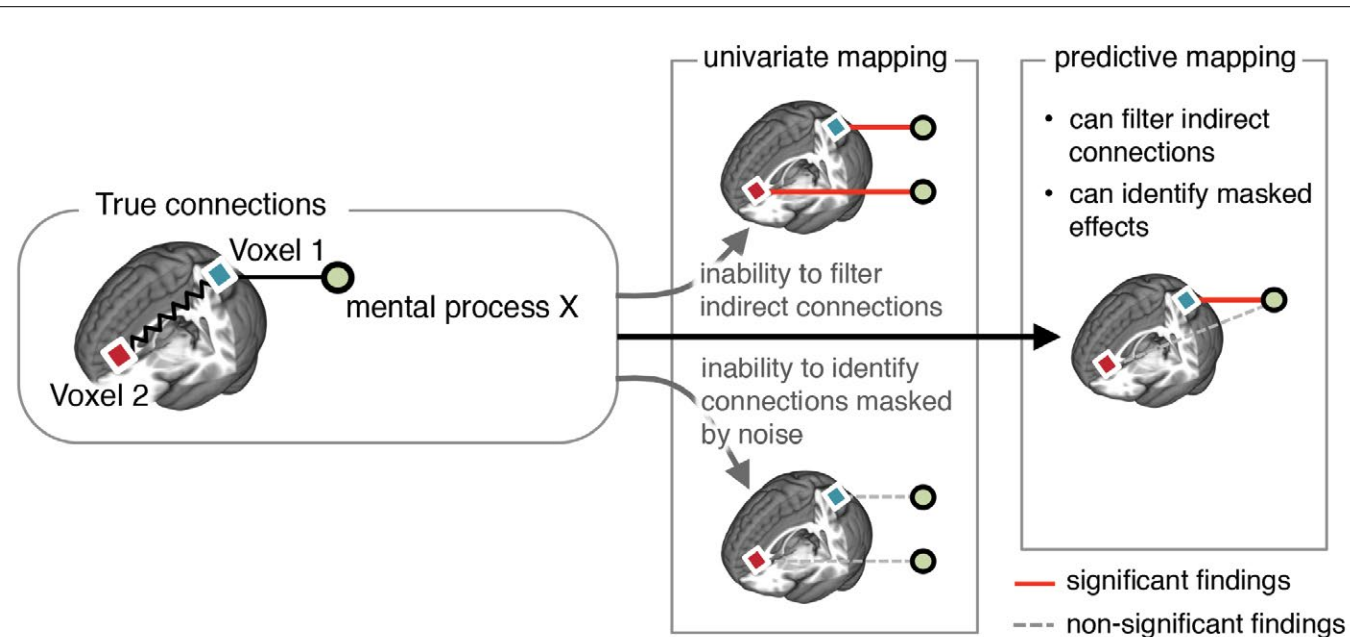 True connections
Voxel 1
mental process X
Voxel 2
univariate mapping
inability to filter
indirect connections
inability to identify
connections masked
by noise
predictive mapping
• can filter indirect
connections
• can identify masked
effects
significant findings
non-significant findings